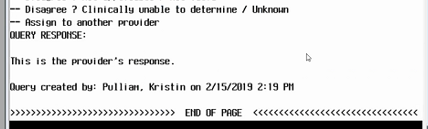 -- Disagree ? Clinically unable to determine / Unknown
-- Assign to another provider
QUERY RESPONSE:
This is the provider's response.
Query created by: Pulliam, Kristin on 2/15/2019 2:19 PM
>>>>>>>>>>>>>>>>>>>>>>>>>>>>>>>> END OF PAGE <<<<<<<<<<<<<<<<<<<<<<<<<<<<<<<<